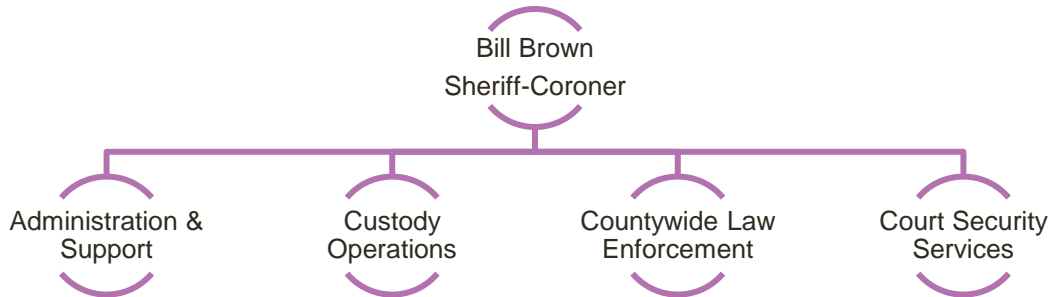 Bill Brown
Sheriff-Coroner
Administration &
Support
Custody
Operations
Countywide Law
Enforcement
Court Security
Services